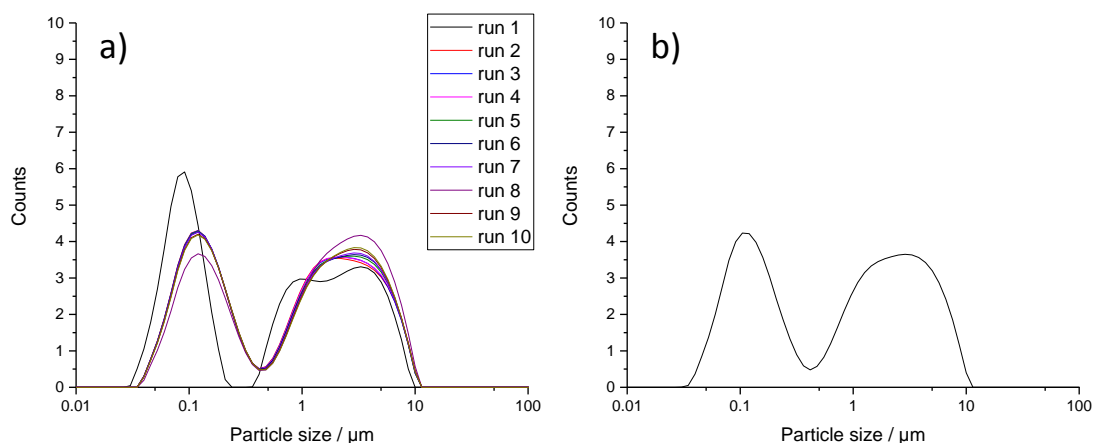 a)
10
9
8
7
6
5
4
3
2
1
0
Counts
0.01 0.1 1 10 100
Particle size / µm
run 1
run 2
run 3
run 4
run 5
run 6
run 7
run 8
run 9
run 10
b)
10
9
8
7
6
5
4
3
2
1
0
Counts
0.01 0.1 1 10 100
Particle size / µm